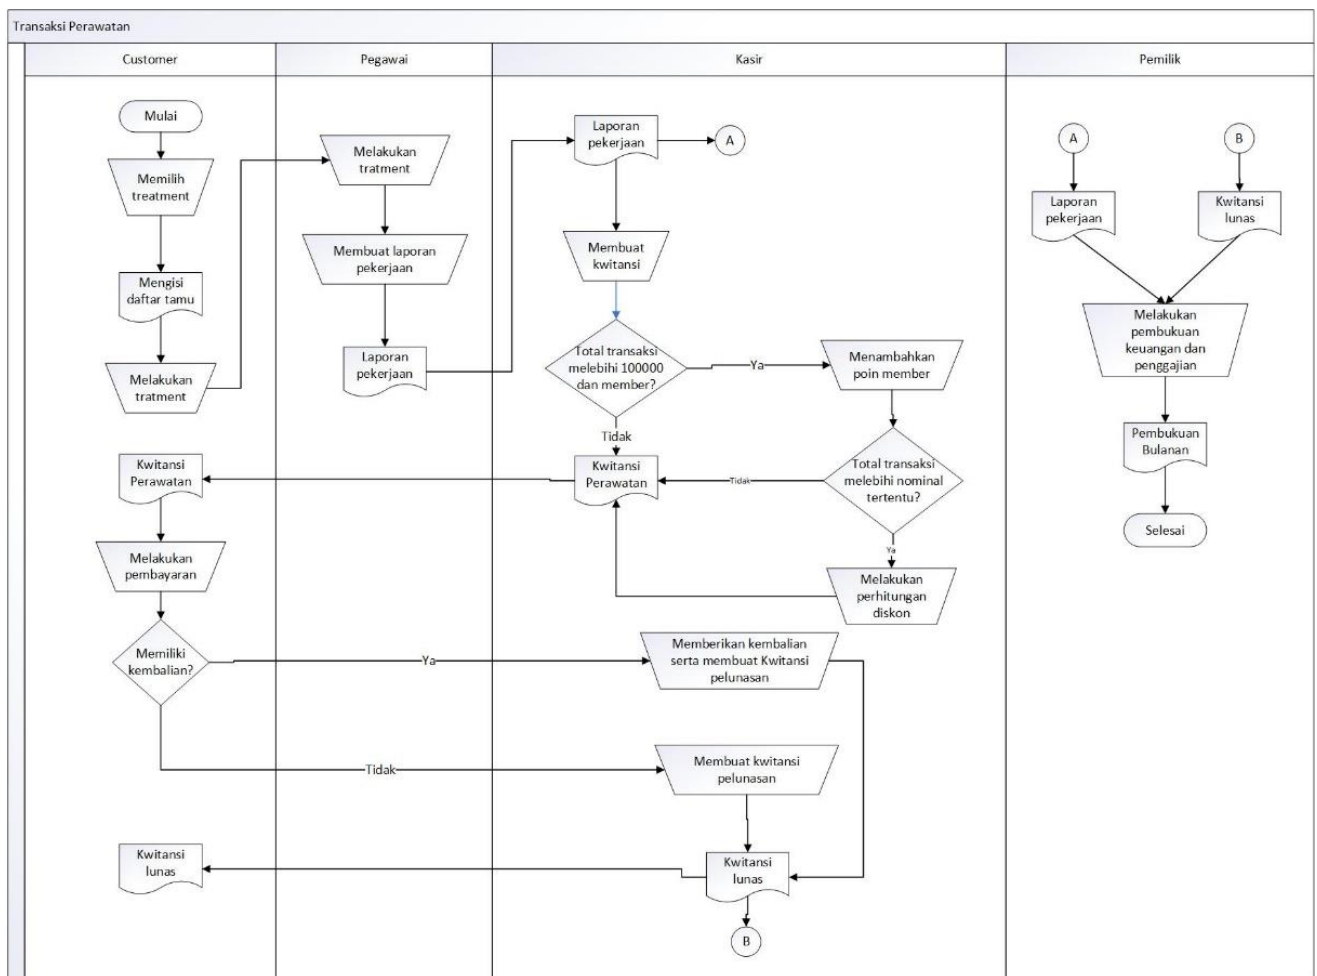 Transaksi Perawatan
Customer
Pegawai
Kasir
Pemilik
Mulai
Memilih
treatment
Mengisi
daftar tamu
Melakukan
tratment
Kwitansi
Perawatan
Melakukan
pembayaran
Memiliki
kembalian?
Ya
Tidak
Kwitansi
lunas
Melakukan
tratment
Membuat laporan
pekerjaan
Laporan
pekerjaan
Laporan
pekerjaan
A
Membuat
kwitansi
Total transaksi
melebihi 100000
dan member?
Ya
Tidak
Menambahkan
poin member
Total transaksi
melebihi nominal
tertentu?
Tidak
Ya
Kwitansi
Perawatan
Melakukan
perhitungan
diskon
Memberikan kembalian
serta membuat Kwitansi
pelunasan
Membuat kwitansi
pelunasan
Kwitansi
lunas
B
A
B
Laporan
pekerjaan
Kwitansi
lunas
Melakukan
pembukuan
keuangan dan
penggajian
Pembukuan
Bulanan
Selesai